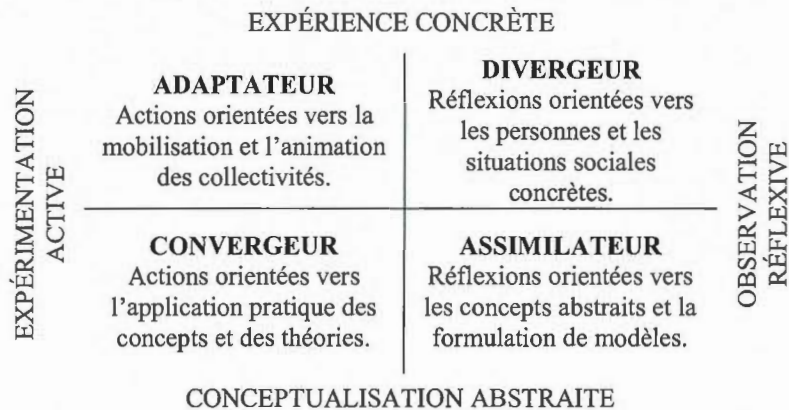 EXPÉRIENCE CONCRÈTE
EXPÉRIMENTATION
ACTIVE
ADAPTATEUR
Actions orientées vers la
mobilisation et l'animation
des collectivités.
DIVERGEUR
Réflexions orientées vers
les personnes et les
situations sociales
concrètes.
CONVERGEUR
Actions orientées vers
l'application pratique des
concepts et des théories.
ASSIMILATEUR
Réflexions orientées vers
les concepts abstraits et la
formulation de modèles.
OBSERVATION
RÉFLEXIVE
CONCEPTUALISATION ABSTRAITE